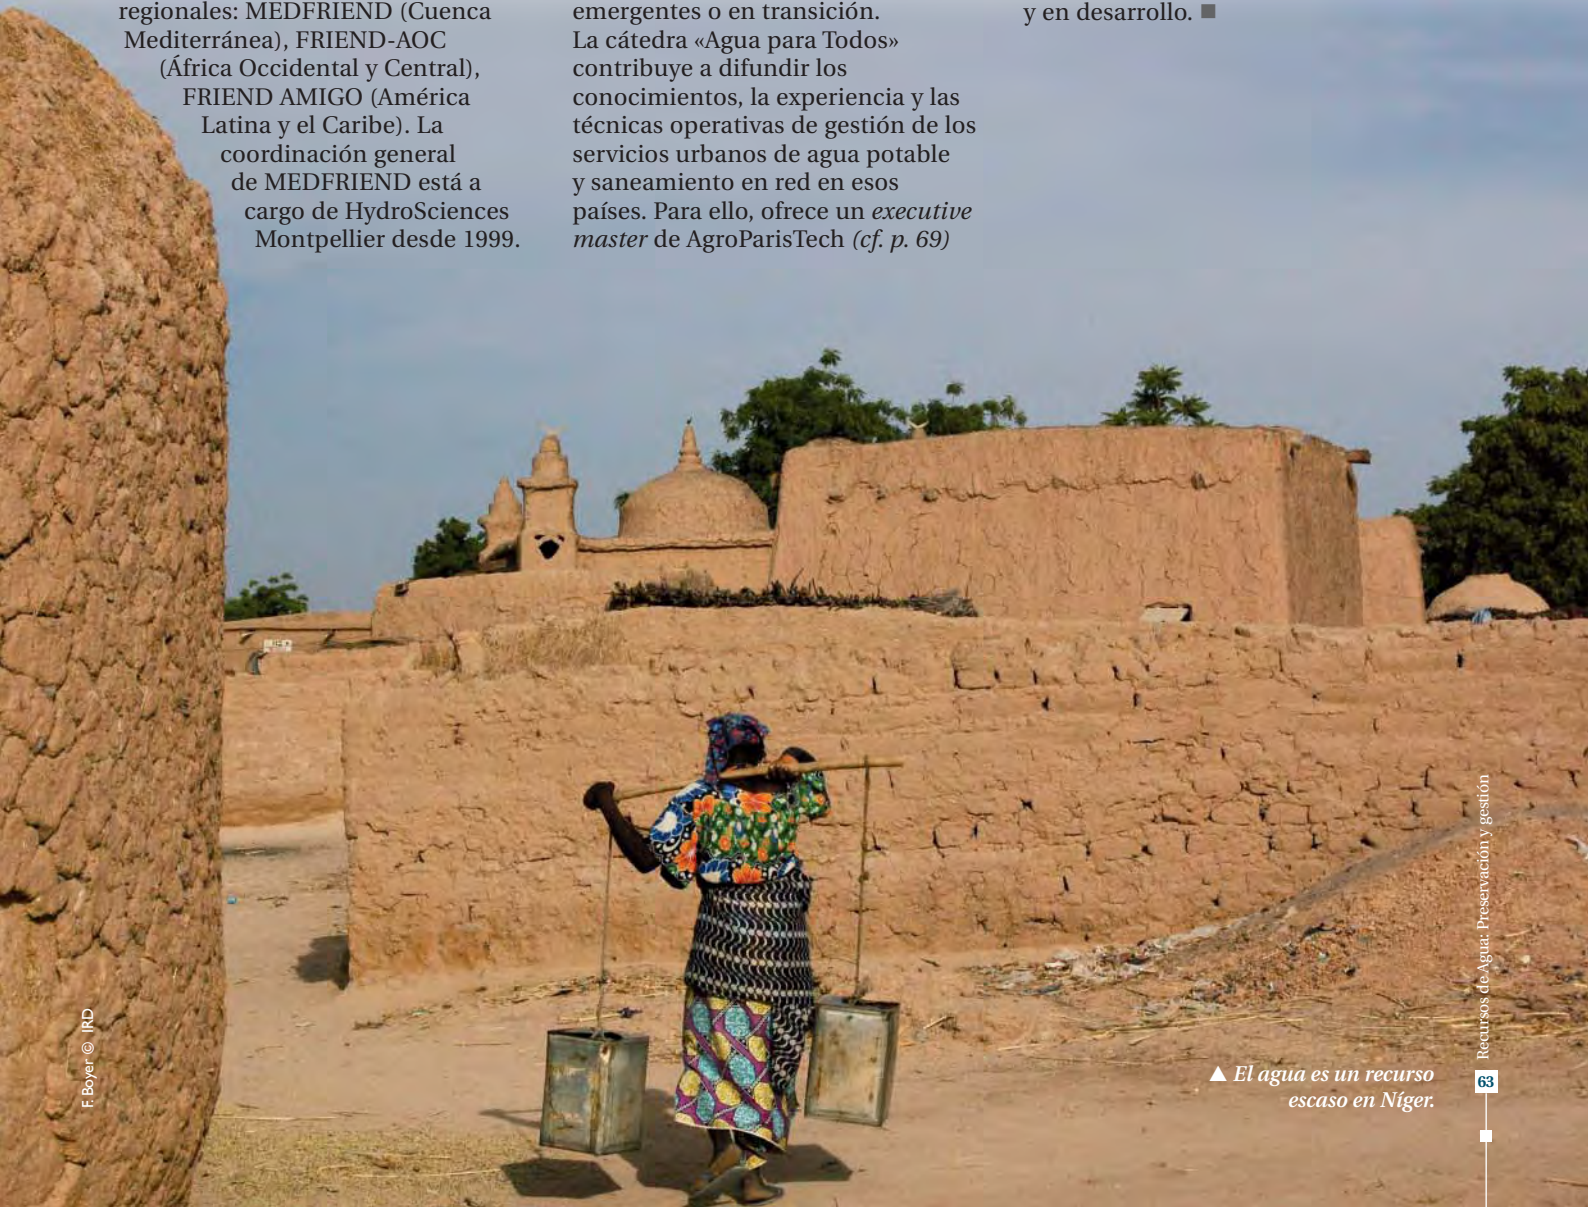 regionales: MEDFRIEND (Cuenca
Mediterránea), FRIEND-AOC
(África Occidental y Central),
FRIEND AMIGO (América
Latina y el Caribe). La
coordinación general
de MEDFRIEND está a
cargo de HydroSciences
Montpellier desde 1999.
emergentes o en transición.
La cátedra «Agua para Todos»
contribuye a difundir los
conocimientos, la experiencia y las
técnicas operativas de gestión de los
servicios urbanos de agua potable
y saneamiento en red en esos
países. Para ello, ofrece un executive
master de AgroParisTech (cf. p. 69)
y en desarrollo. ■
▲ El agua es un recurso
escaso en Níger.
F. Boyer © IRD
Recursos de Agua: Preservación y gestión
63